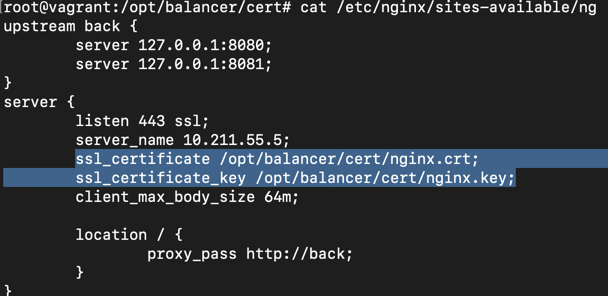 root@vagrant:/opt/balancer/cert# cat /etc/nginx/sites-available/ng
upstream back {
        server 127.0.0.1:8080;
        server 127.0.0.1:8081;
}
server {
        listen 443 ssl;
        server_name 10.211.55.5;
        ssl_certificate /opt/balancer/cert/nginx.crt;
        ssl_certificate_key /opt/balancer/cert/nginx.key;
        client_max_body_size 64m;

        location / {
                proxy_pass http://back;
        }
}